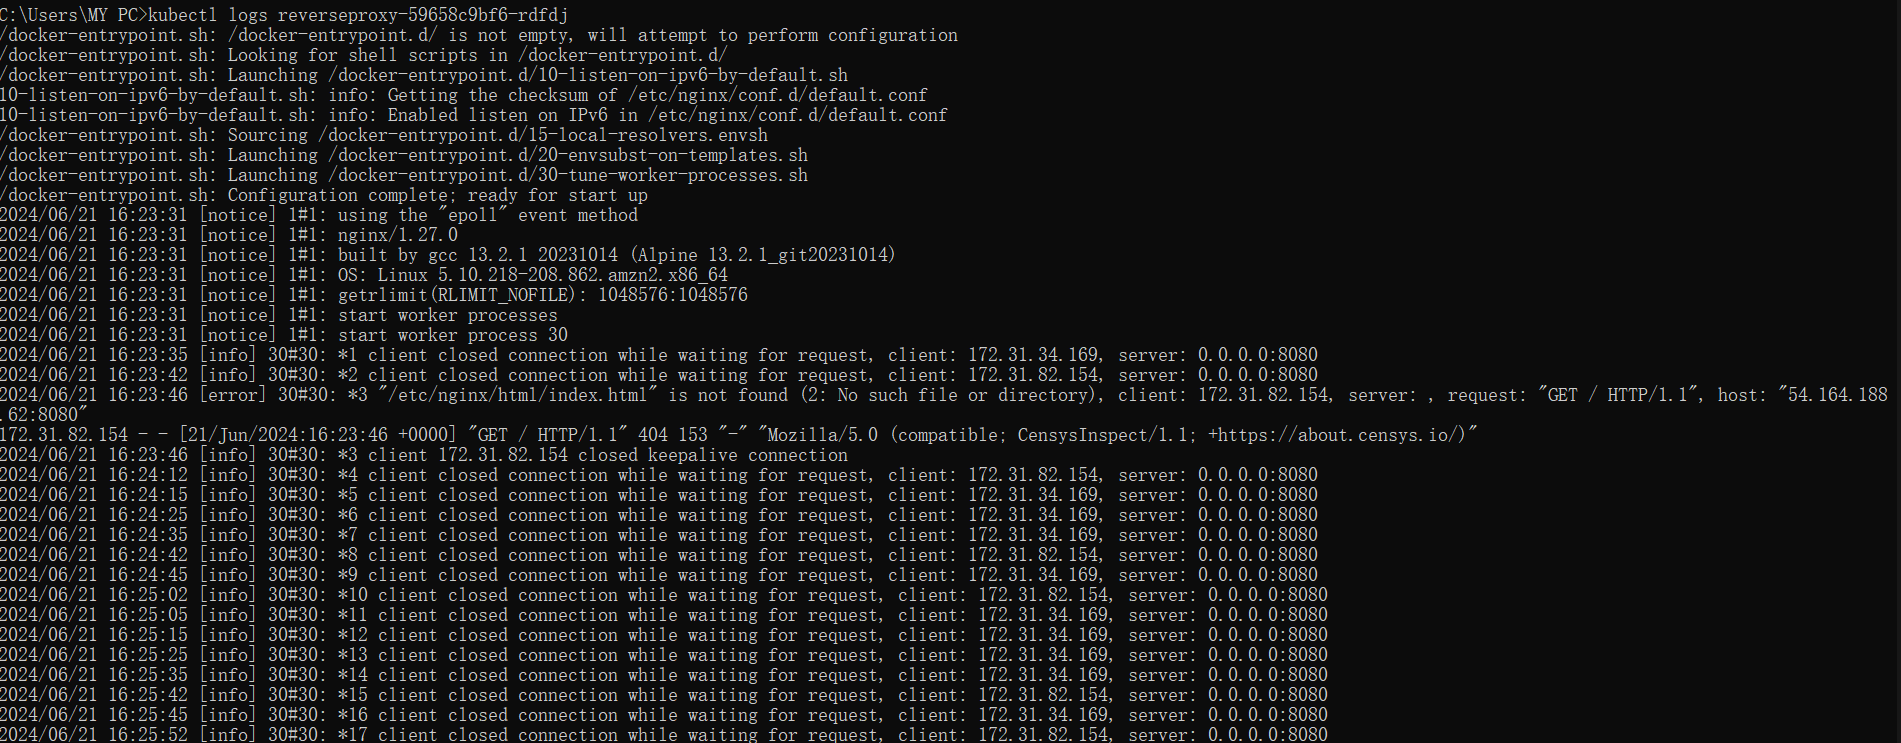 C:\Users\MY PC>kubectl logs reverseproxy-59658c9bf6-rdfdj
/docker-entrypoint.sh: /docker-entrypoint.d/ is not empty, will attempt to perform configuration
/docker-entrypoint.sh: Looking for shell scripts in /docker-entrypoint.d/
/docker-entrypoint.sh: Launching /docker-entrypoint.d/10-listen-on-ipv6-by-default.sh
10-listen-on-ipv6-by-default.sh: info: Getting the checksum of /etc/nginx/conf.d/default.conf
10-listen-on-ipv6-by-default.sh: info: Enabled listen on IPv6 in /etc/nginx/conf.d/default.conf
/docker-entrypoint.sh: Sourcing /docker-entrypoint.d/15-local-resolvers.envsh
/docker-entrypoint.sh: Launching /docker-entrypoint.d/20-envsubst-on-templates.sh
/docker-entrypoint.sh: Launching /docker-entrypoint.d/30-tune-worker-processes.sh
/docker-entrypoint.sh: Configuration complete; ready for start up
2024/06/21 16:23:31 [notice] 1#1: using the "epoll" event method
2024/06/21 16:23:31 [notice] 1#1: nginx/1.27.0
2024/06/21 16:23:31 [notice] 1#1: built by gcc 13.2.1 20231014 (Alpine 13.2.1_git20231014)
2024/06/21 16:23:31 [notice] 1#1: OS: Linux 5.10.218-208.862.amzn2.x86_64
2024/06/21 16:23:31 [notice] 1#1: getrlimit(RLIMIT_NOFILE): 1048576:1048576
2024/06/21 16:23:31 [notice] 1#1: start worker processes
2024/06/21 16:23:31 [notice] 1#1: start worker process 30
2024/06/21 16:23:35 [info] 30#30: *1 client closed connection while waiting for request, client: 172.31.34.169, server: 0.0.0.0:8080
2024/06/21 16:23:42 [info] 30#30: *2 client closed connection while waiting for request, client: 172.31.82.154, server: 0.0.0.0:8080
2024/06/21 16:23:46 [error] 30#30: *3 "/etc/nginx/html/index.html" is not found (2: No such file or directory), client: 172.31.82.154, server: , request: "GET / HTTP/1.1", host: "54.164.188
.62:8080"
172.31.82.154 - - [21/Jun/2024:16:23:46 +0000] "GET / HTTP/1.1" 404 153 "-" "Mozilla/5.0 (compatible; CensysInspect/1.1; +https://about.censys.io/)"
2024/06/21 16:23:46 [info] 30#30: *3 client 172.31.82.154 closed keepalive connection
2024/06/21 16:24:12 [info] 30#30: *4 client closed connection while waiting for request, client: 172.31.82.154, server: 0.0.0.0:8080
2024/06/21 16:24:15 [info] 30#30: *5 client closed connection while waiting for request, client: 172.31.34.169, server: 0.0.0.0:8080
2024/06/21 16:24:25 [info] 30#30: *6 client closed connection while waiting for request, client: 172.31.34.169, server: 0.0.0.0:8080
2024/06/21 16:24:35 [info] 30#30: *7 client closed connection while waiting for request, client: 172.31.34.169, server: 0.0.0.0:8080
2024/06/21 16:24:42 [info] 30#30: *8 client closed connection while waiting for request, client: 172.31.82.154, server: 0.0.0.0:8080
2024/06/21 16:24:45 [info] 30#30: *9 client closed connection while waiting for request, client: 172.31.34.169, server: 0.0.0.0:8080
2024/06/21 16:25:02 [info] 30#30: *10 client closed connection while waiting for request, client: 172.31.82.154, server: 0.0.0.0:8080
2024/06/21 16:25:05 [info] 30#30: *11 client closed connection while waiting for request, client: 172.31.34.169, server: 0.0.0.0:8080
2024/06/21 16:25:15 [info] 30#30: *12 client closed connection while waiting for request, client: 172.31.34.169, server: 0.0.0.0:8080
2024/06/21 16:25:25 [info] 30#30: *13 client closed connection while waiting for request, client: 172.31.34.169, server: 0.0.0.0:8080
2024/06/21 16:25:35 [info] 30#30: *14 client closed connection while waiting for request, client: 172.31.34.169, server: 0.0.0.0:8080
2024/06/21 16:25:42 [info] 30#30: *15 client closed connection while waiting for request, client: 172.31.82.154, server: 0.0.0.0:8080
2024/06/21 16:25:45 [info] 30#30: *16 client closed connection while waiting for request, client: 172.31.34.169, server: 0.0.0.0:8080
2024/06/21 16:25:52 [info] 30#30: *17 client closed connection while waiting for request, client: 172.31.82.154, server: 0.0.0.0:8080